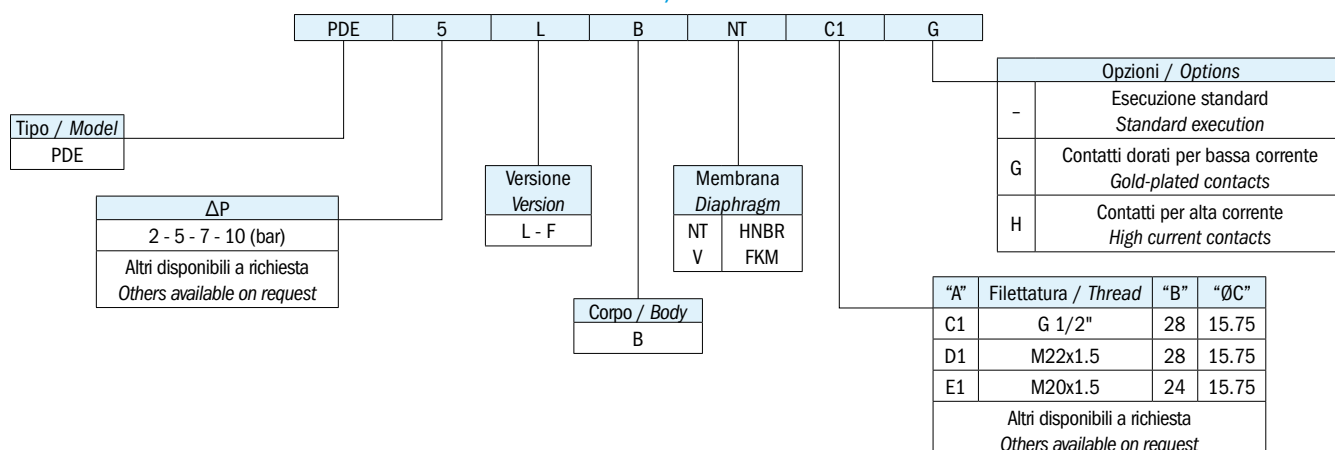 PDE 5 L B NT C1 G
Opzioni / Options
– Esecuzione standard
Standard execution
G Contatti dorati per bassa corrente
Gold-plated contacts
H Contatti per alta corrente
High current contacts
Tipo / Model
PDE
ΔP
2 - 5 - 7 - 10 (bar)
Altri disponibili a richiesta
Others available on request
Versione
Version
L - F
Membrana
Diaphragm
NT HNBR
V FKM
Corpo / Body
B
“A” Filettatura / Thread “B” “ØC”
C1 G 1/2" 28 15.75
D1 M22x1.5 28 15.75
E1 M20x1.5 24 15.75
Altri disponibili a richiesta
Others available on request